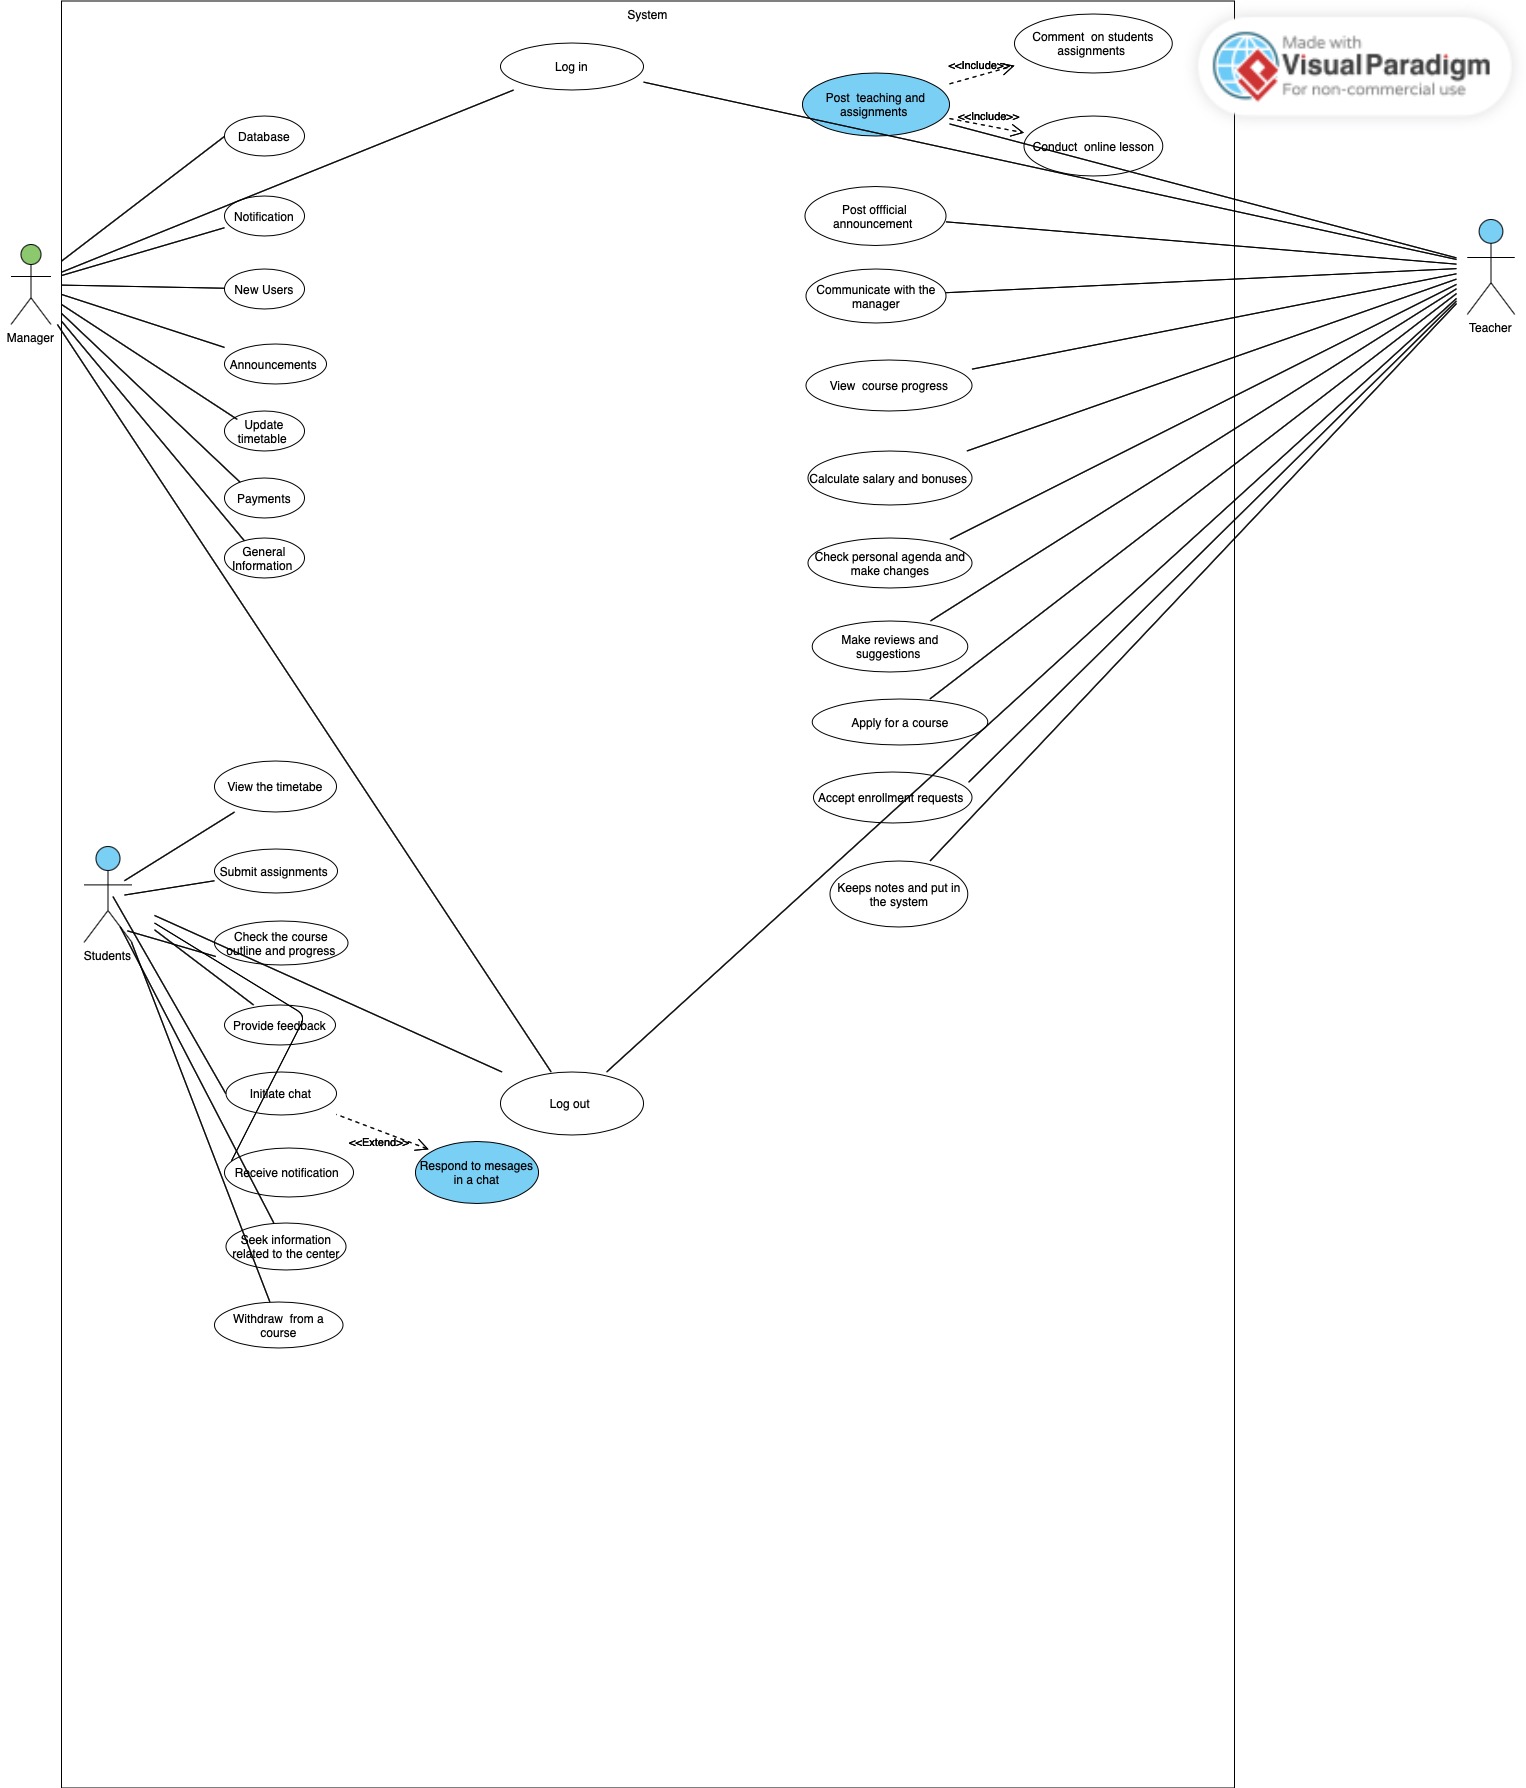 System
Log in
Comment  on students
assignments
<<Include>>
Post  teaching and
assignments
<<Include>>
Conduct  online lesson
Made with
Visual Paradigm
For non-commercial use
Database
Notification
Post offficial
announcement
New Users
Communicate with the
manager
Manager
Teacher
Announcements
View  course progress
Update
timetable
Payments
Calculate salary and bonuses
General
Information
Check personal agenda and
make changes
Make reviews and
suggestions
Apply for a course
View the timetabe
Accept enrollment requests
Submit assignments
Keeps notes and put in
the system
Students
Check the course
outline and progress
Provide feedback
Initiate chat
Log out
<<Extend>>
Receive notification
Respond to mesages
in a chat
Seek information
related to the center
Withdraw  from a
course